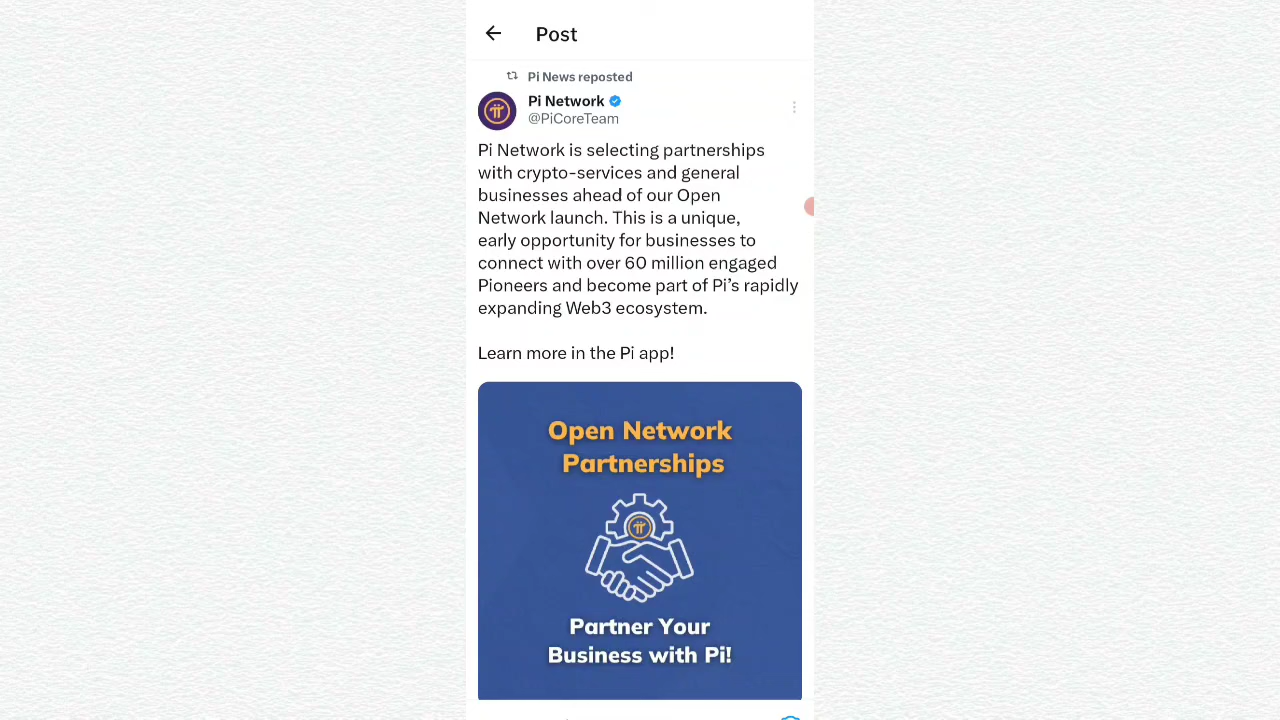 Post
Pi News reposted
Pi Network
@PiCoreTeam
Pi Network is selecting partnerships
with crypto-services and general
businesses ahead of our Open
Network launch. This is a unique,
early opportunity for businesses to
connect with over 60 million engaged
Pioneers and become part of Pi’s rapidly
expanding Web3 ecosystem.
Learn more in the Pi app!
Open Network
Partnerships
Partner Your
Business with Pi!